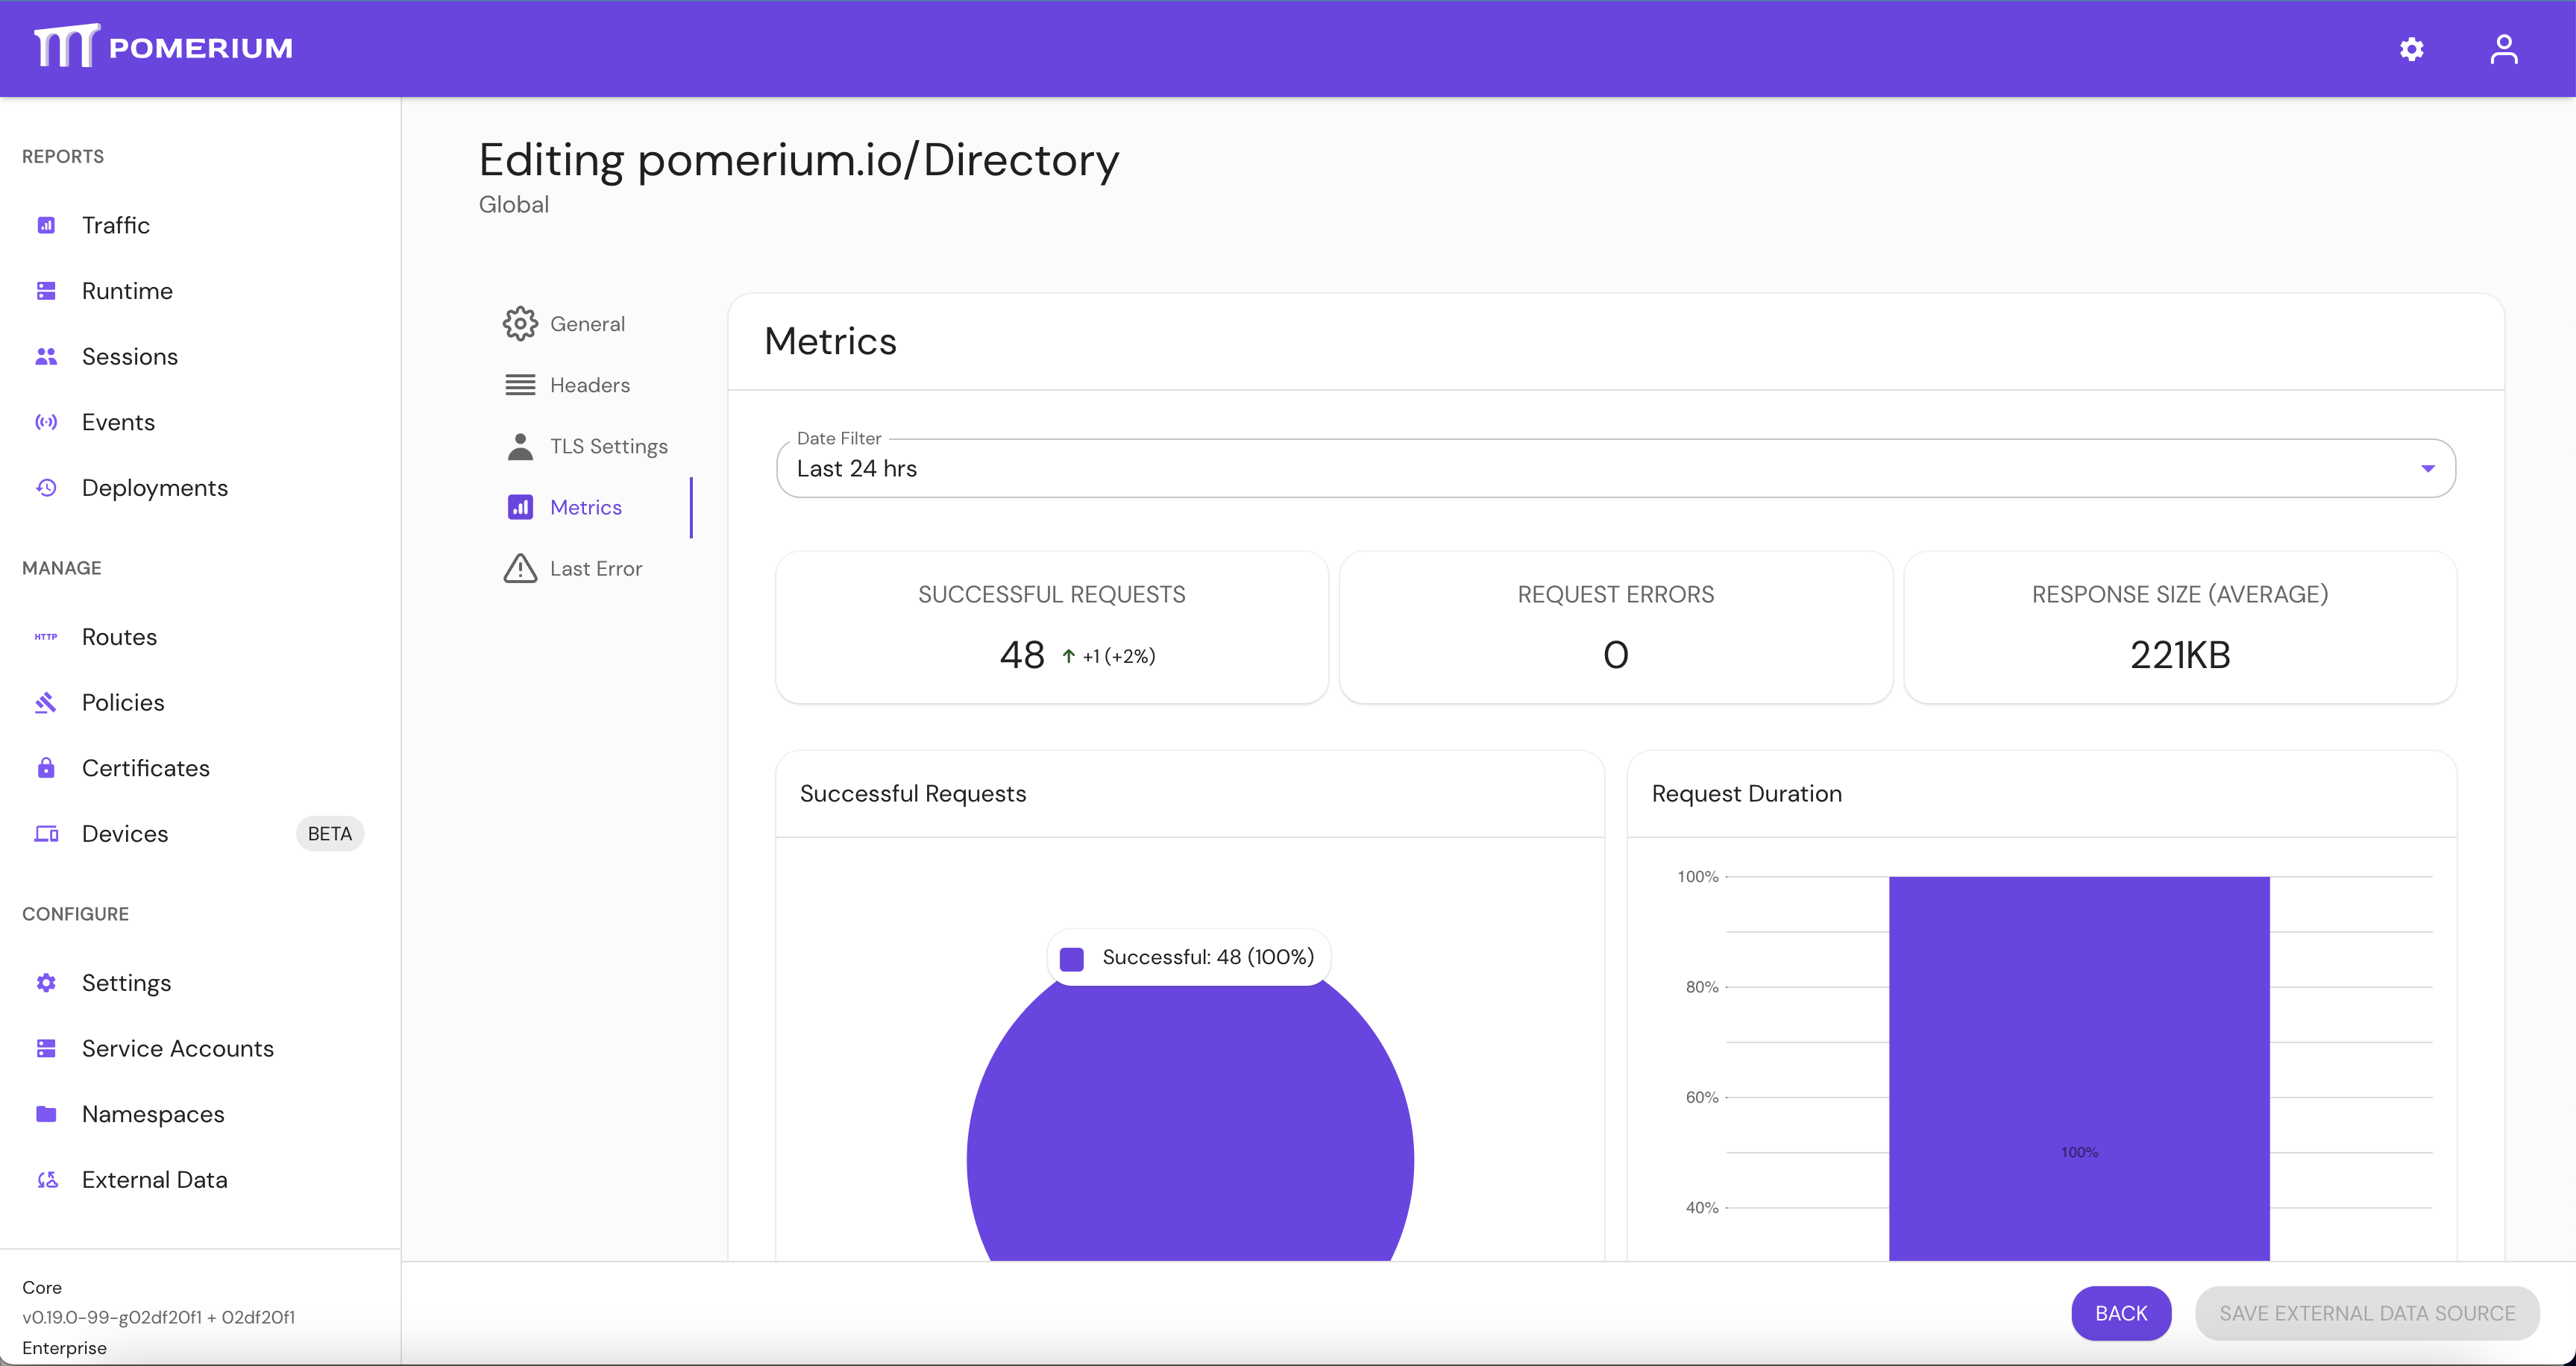 POMERIUM
REPORTS
Traffic
Runtime
Sessions
Events
Deployments
MANAGE
HTTP Routes
Policies
Certificates
Devices BETA
CONFIGURE
Settings
Service Accounts
Namespaces
External Data
Core
v0.19.0-99-g02df20f1 + 02df20f1
Enterprise
Editing pomerium.io/Directory
Global
General
Headers
TLS Settings
Metrics
Last Error
Metrics
Date Filter
Last 24 hrs
SUCCESSFUL REQUESTS
48 +1 (+2%)
REQUEST ERRORS
0
RESPONSE SIZE (AVERAGE)
221KB
Successful Requests
Successful: 48 (100%)
Request Duration
100%
80%
60%
100%
40%
BACK
SAVE EXTERNAL DATA SOURCE